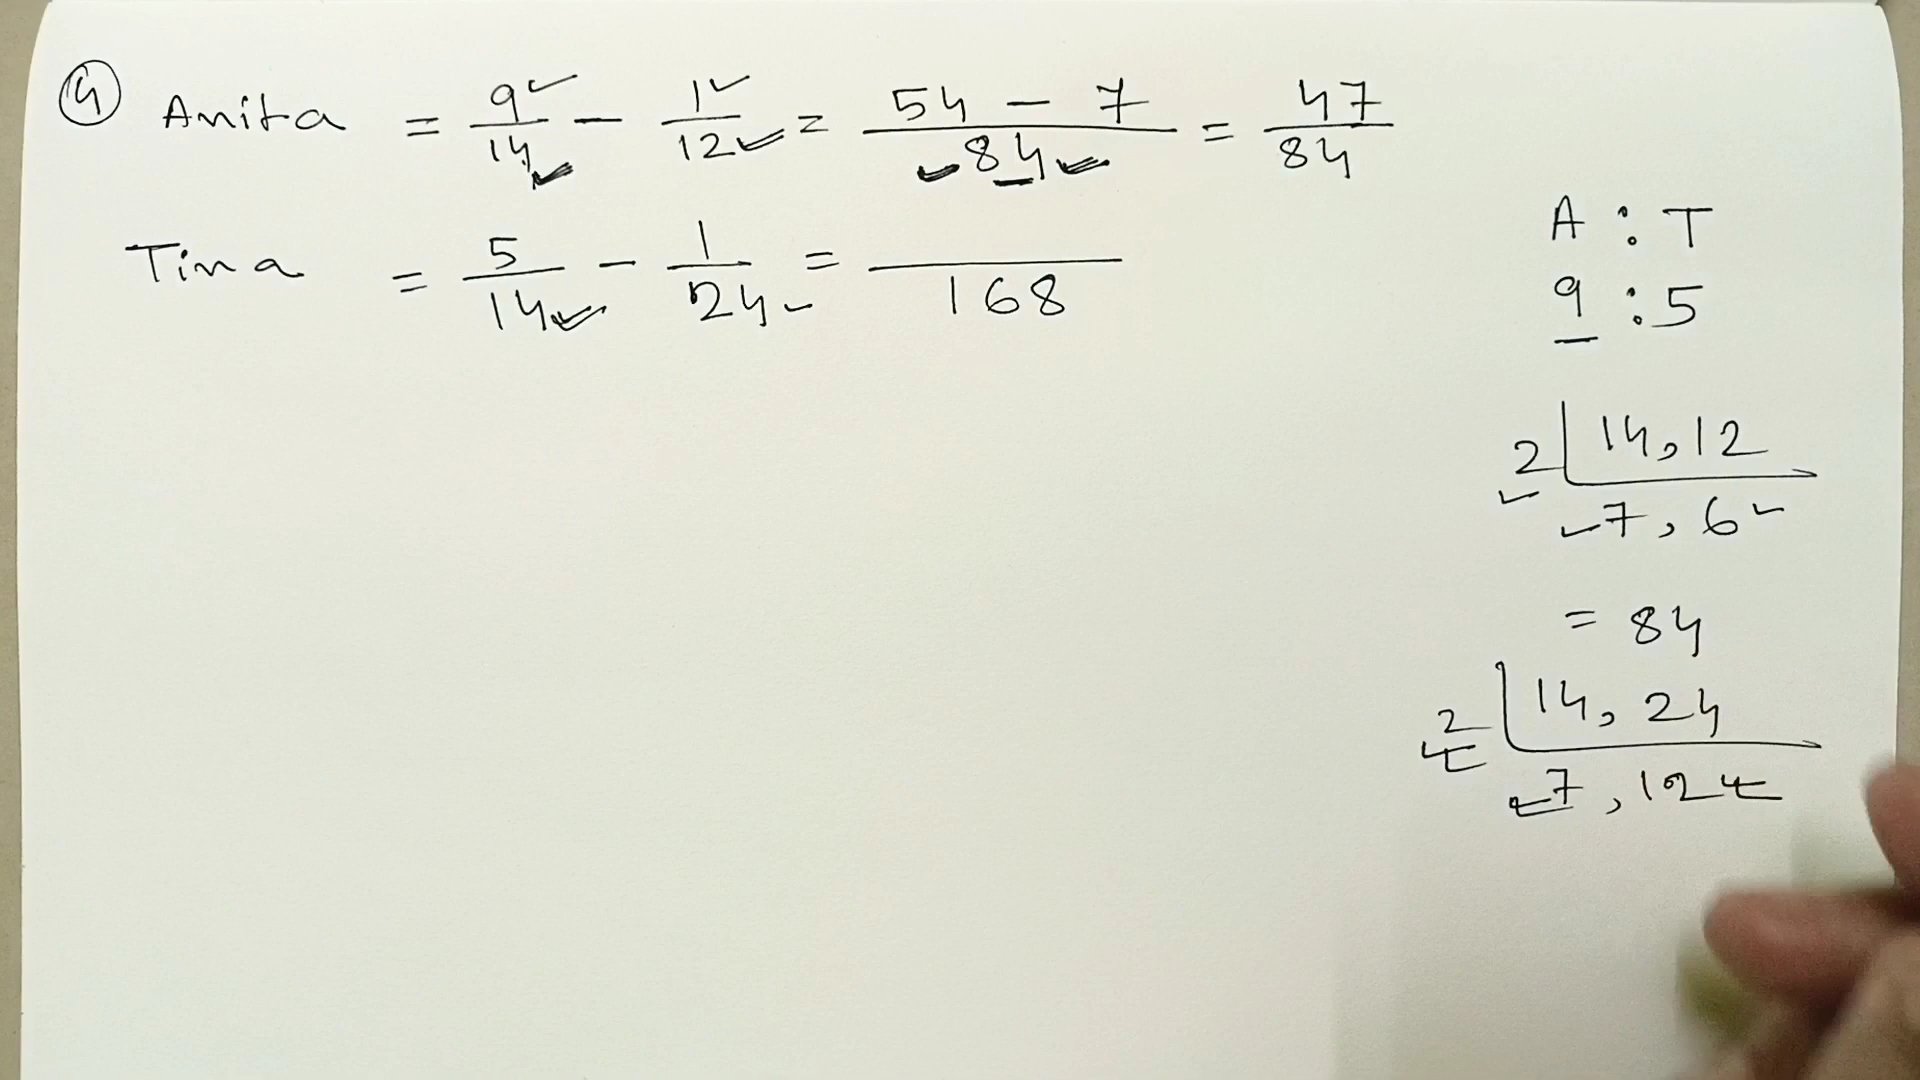 4 Anita = 9/14 - 1/12 = 54 - 7/84 = 47/84
Tina = 5/14 - 1/24 = /168
A : T
9 : 5
2 | 14, 12
7, 6
= 84
2 | 14, 24
7, 12